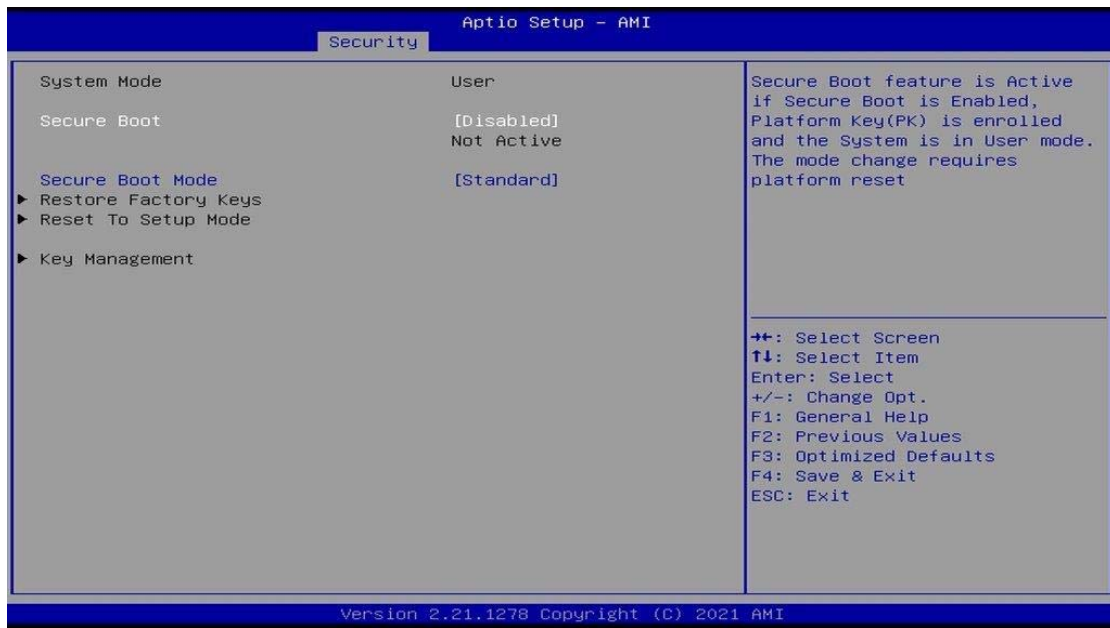 Aptio Setup – AMI
Security
System Mode User
Secure Boot [Disabled]
Not Active
Secure Boot Mode [Standard]
► Restore Factory Keys
► Reset To Setup Mode
► Key Management
Secure Boot feature is Active
if Secure Boot is Enabled,
Platform Key(PK) is enrolled
and the System is in User mode.
The mode change requires
platform reset
→←: Select Screen
↑↓: Select Item
Enter: Select
+/-: Change Opt.
F1: General Help
F2: Previous Values
F3: Optimized Defaults
F4: Save & Exit
ESC: Exit
Version 2.21.1278 Copyright (C) 2021 AMI